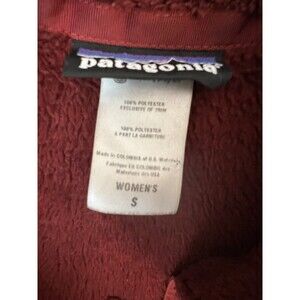 patagonia
100% POLYESTER
EXCLUSIVE OF TRIM
100% POLYESTER
A PART LA GARNITURE
Made in COLOMBIA of U.S. Materials
Fabriqué en COLOMBIE des
Matériaux des USA
WOMEN'S
S